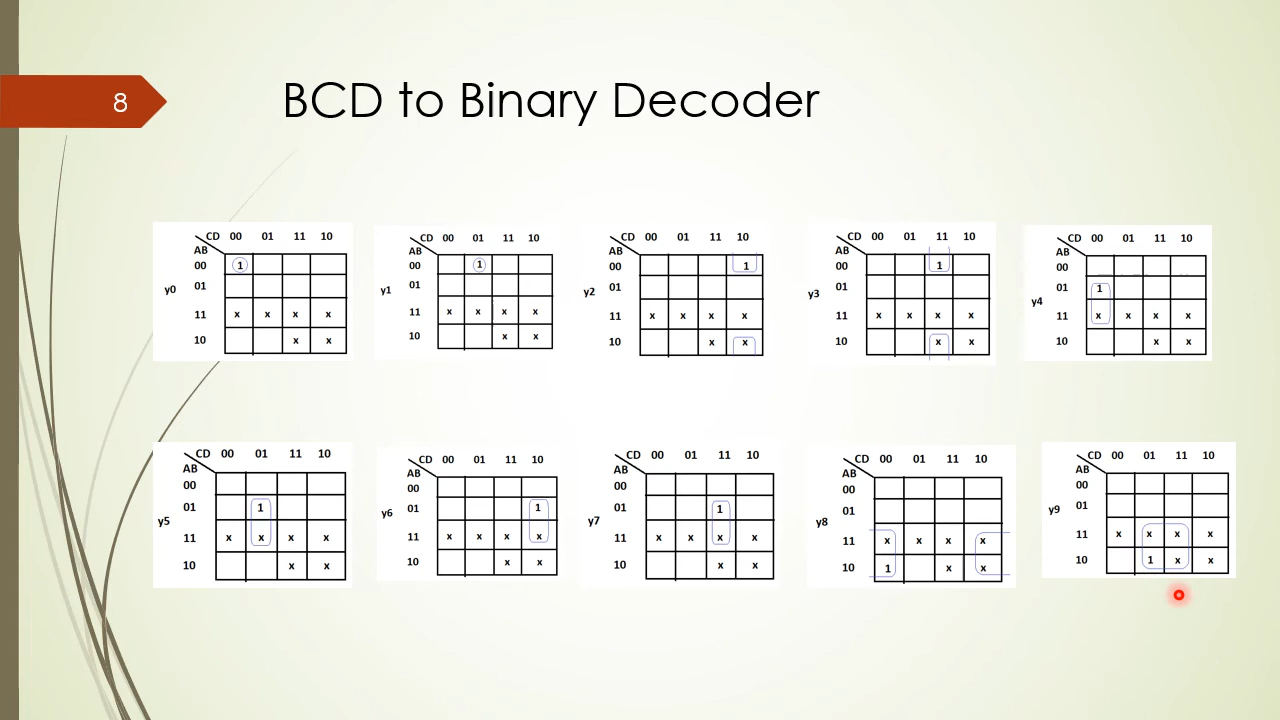 8
BCD to Binary Decoder
y0
CD 00 01 11 10
AB
00 1
01
11 x x x x
10 x x
y1
CD 00 01 11 10
AB
00 1
01
11 x x x x
10 x x
y2
CD 00 01 11 10
AB
00 1
01
11 x x x x
10 x x
y3
CD 00 01 11 10
AB
00 1
01
11 x x x x
10 x x
y4
CD 00 01 11 10
AB
00
01 1
11 x x x x
10 x x
y5
CD 00 01 11 10
AB
00
01 1
11 x x x x
10 x x
y6
CD 00 01 11 10
AB
00
01 1
11 x x x x
10 x x
y7
CD 00 01 11 10
AB
00
01 1
11 x x x x
10 x x
y8
CD 00 01 11 10
AB
00
01
11 x x x x
10 1 x x
y9
CD 00 01 11 10
AB
00
01
11 x x x x
10 1 x x